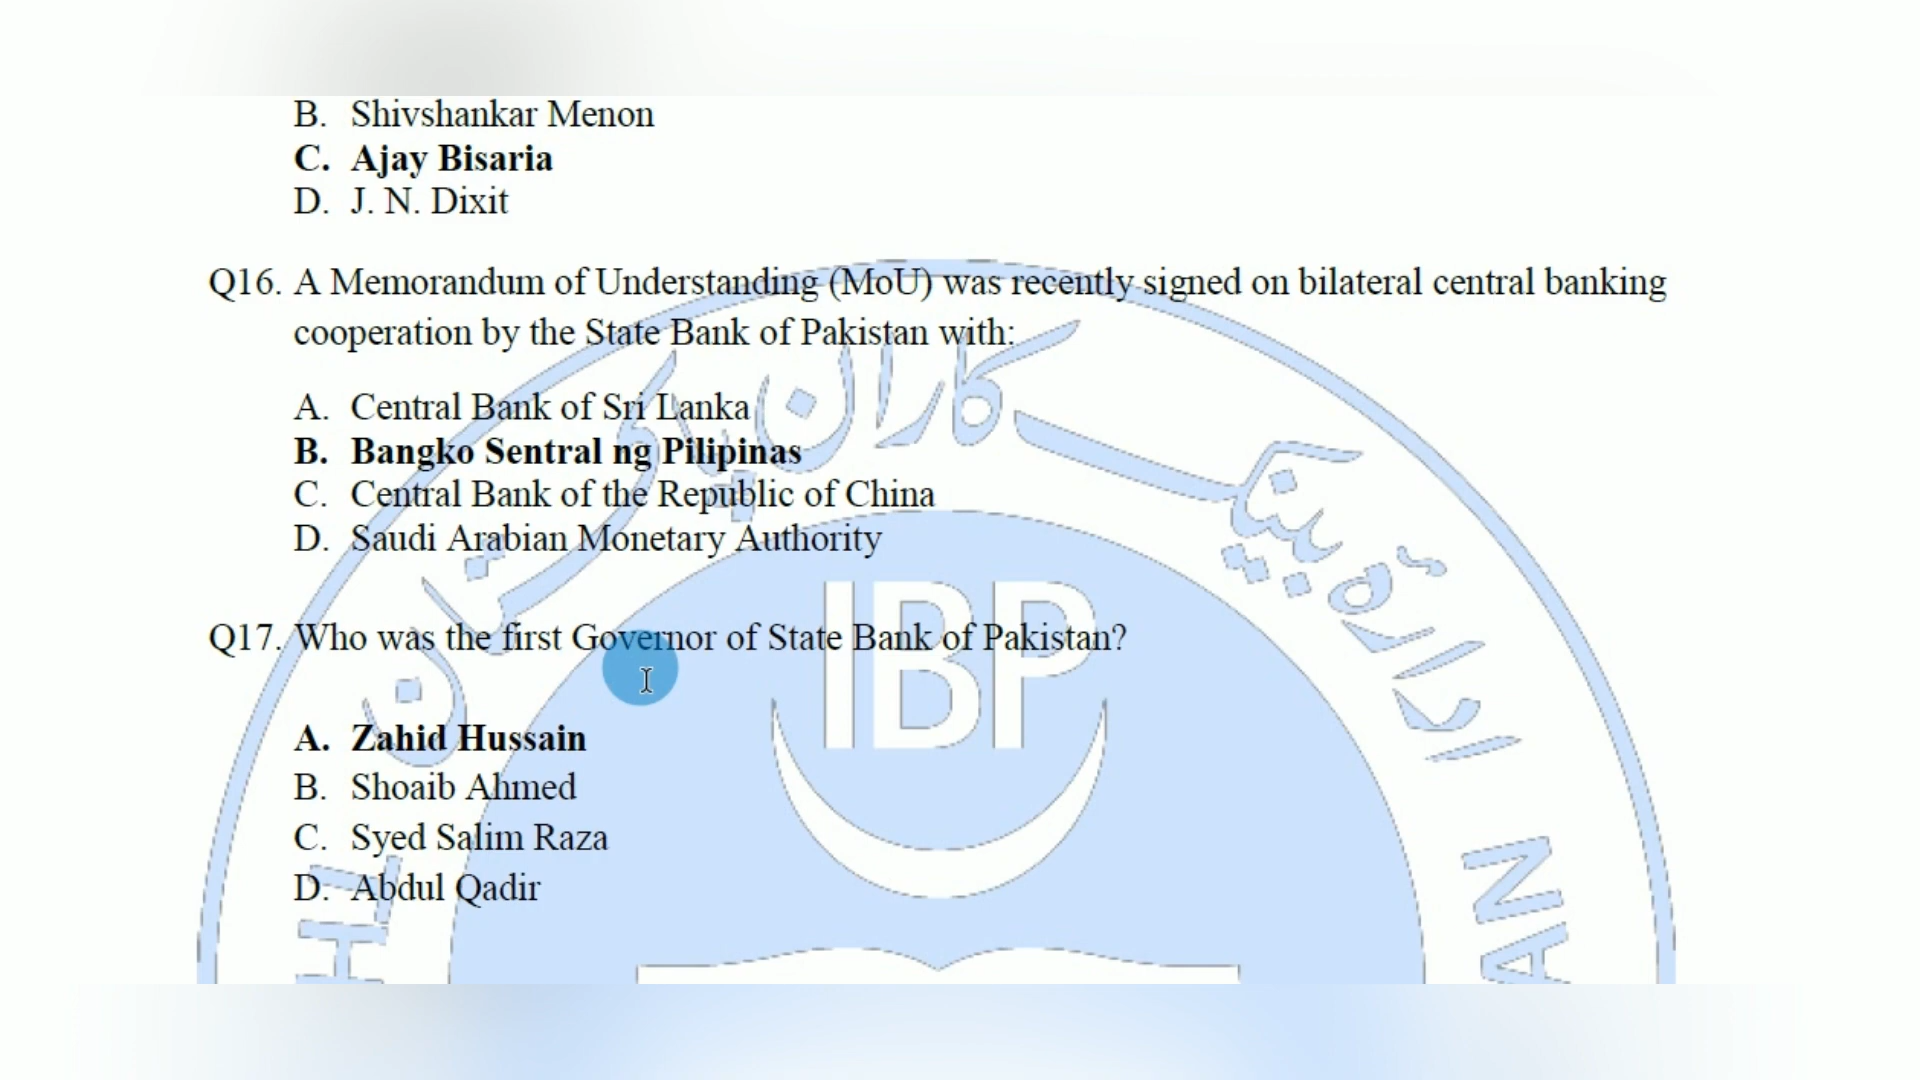 B. Shivshankar Menon
C. Ajay Bisaria
D. J. N. Dixit
Q16. A Memorandum of Understanding (MoU) was recently signed on bilateral central banking
cooperation by the State Bank of Pakistan with:
A. Central Bank of Sri Lanka
B. Bangko Sentral ng Pilipinas
C. Central Bank of the Republic of China
D. Saudi Arabian Monetary Authority
Q17. Who was the first Governor of State Bank of Pakistan?
A. Zahid Hussain
B. Shoaib Ahmed
C. Syed Salim Raza
D. Abdul Qadir
ادارہ بینکاران پاکستان
IBP